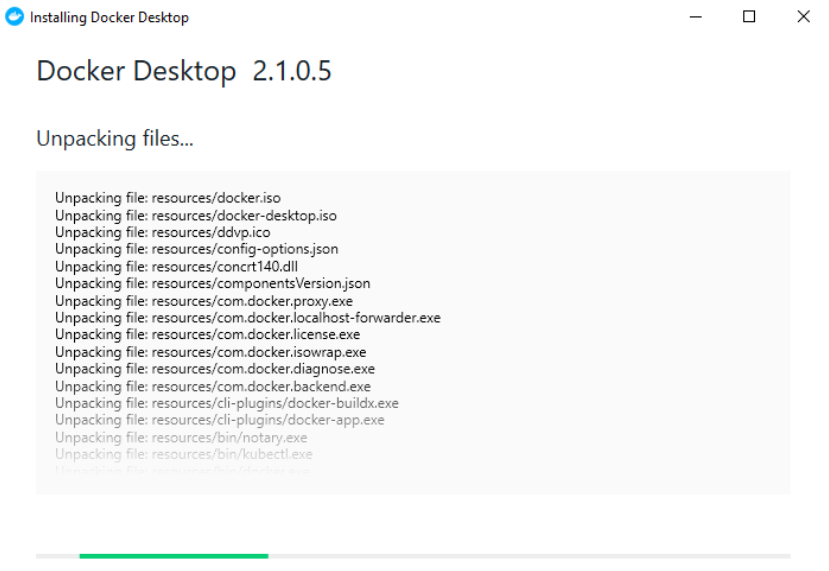 Installing Docker Desktop
Docker Desktop 2.1.0.5
Unpacking files...
Unpacking file: resources/docker.iso
Unpacking file: resources/docker-desktop.iso
Unpacking file: resources/ddvp.ico
Unpacking file: resources/config-options.json
Unpacking file: resources/concrt140.dll
Unpacking file: resources/componentsVersion.json
Unpacking file: resources/com.docker.proxy.exe
Unpacking file: resources/com.docker.localhost-forwarder.exe
Unpacking file: resources/com.docker.license.exe
Unpacking file: resources/com.docker.isowrap.exe
Unpacking file: resources/com.docker.diagnose.exe
Unpacking file: resources/com.docker.backend.exe
Unpacking file: resources/cli-plugins/docker-buildx.exe
Unpacking file: resources/cli-plugins/docker-app.exe
Unpacking file: resources/bin/notary.exe
Unpacking file: resources/bin/kubectl.exe
Unpacking file: resources/bin/docker.exe